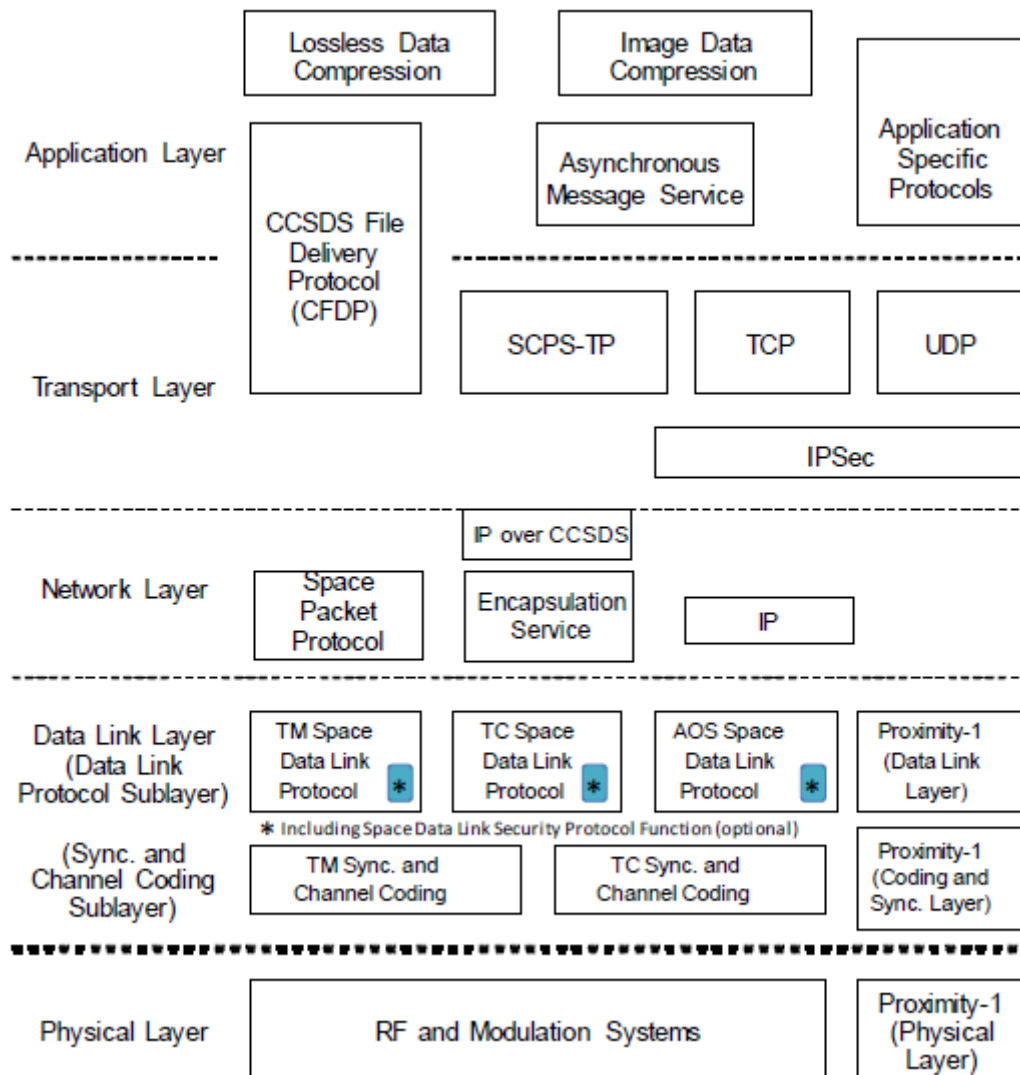 Lossless Data
Compression
Image Data
Compression
Application Layer
CCSDS File
Delivery
Protocol
(CFDP)
Asynchronous
Message Service
Application
Specific
Protocols
Transport Layer
SCPS-TP
TCP
UDP
IPSec
Network Layer
IP over CCSDS
Space
Packet
Protocol
Encapsulation
Service
IP
Data Link Layer
(Data Link
Protocol Sublayer)
TM Space
Data Link
Protocol *
TC Space
Data Link
Protocol *
AOS Space
Data Link
Protocol *
Proximity-1
(Data Link
Layer)
* Including Space Data Link Security Protocol Function (optional)
(Sync. and
Channel Coding
Sublayer)
TM Sync. and
Channel Coding
TC Sync. and
Channel Coding
Proximity-1
(Coding and
Sync. Layer)
Physical Layer
RF and Modulation Systems
Proximity-1
(Physical
Layer)